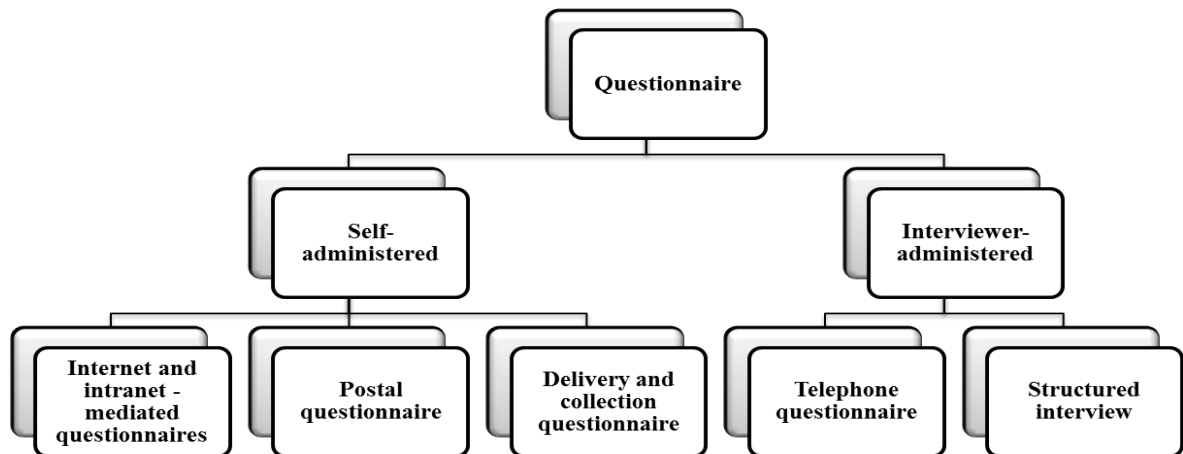 Questionnaire
Self-
administered
Interviewer-
administered
Internet and
intranet -
mediated
questionnaires
Postal
questionnaire
Delivery and
collection
questionnaire
Telephone
questionnaire
Structured
interview